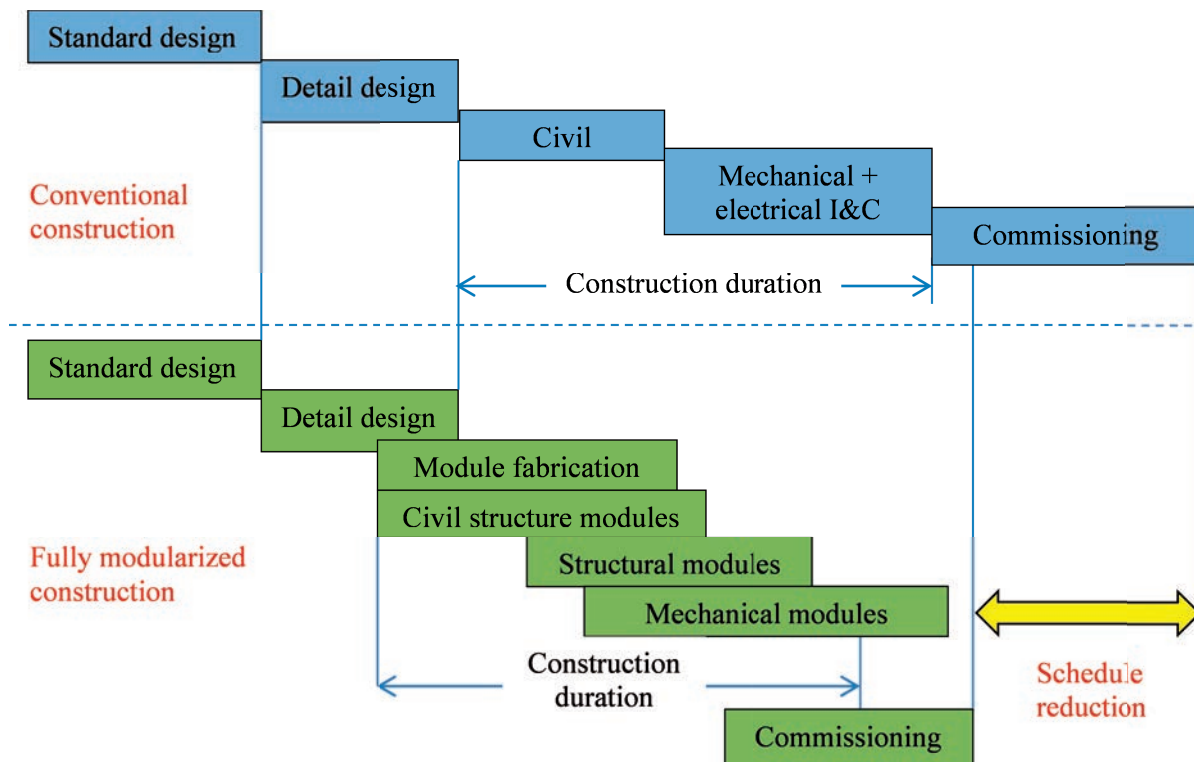 Standard design
Detail design
Civil
Mechanical +
electrical I&C
Commissioning
Conventional
construction
Construction duration
Standard design
Detail design
Module fabrication
Civil structure modules
Structural modules
Mechanical modules
Fully modularized
construction
Construction
duration
Schedule
reduction
Commissioning